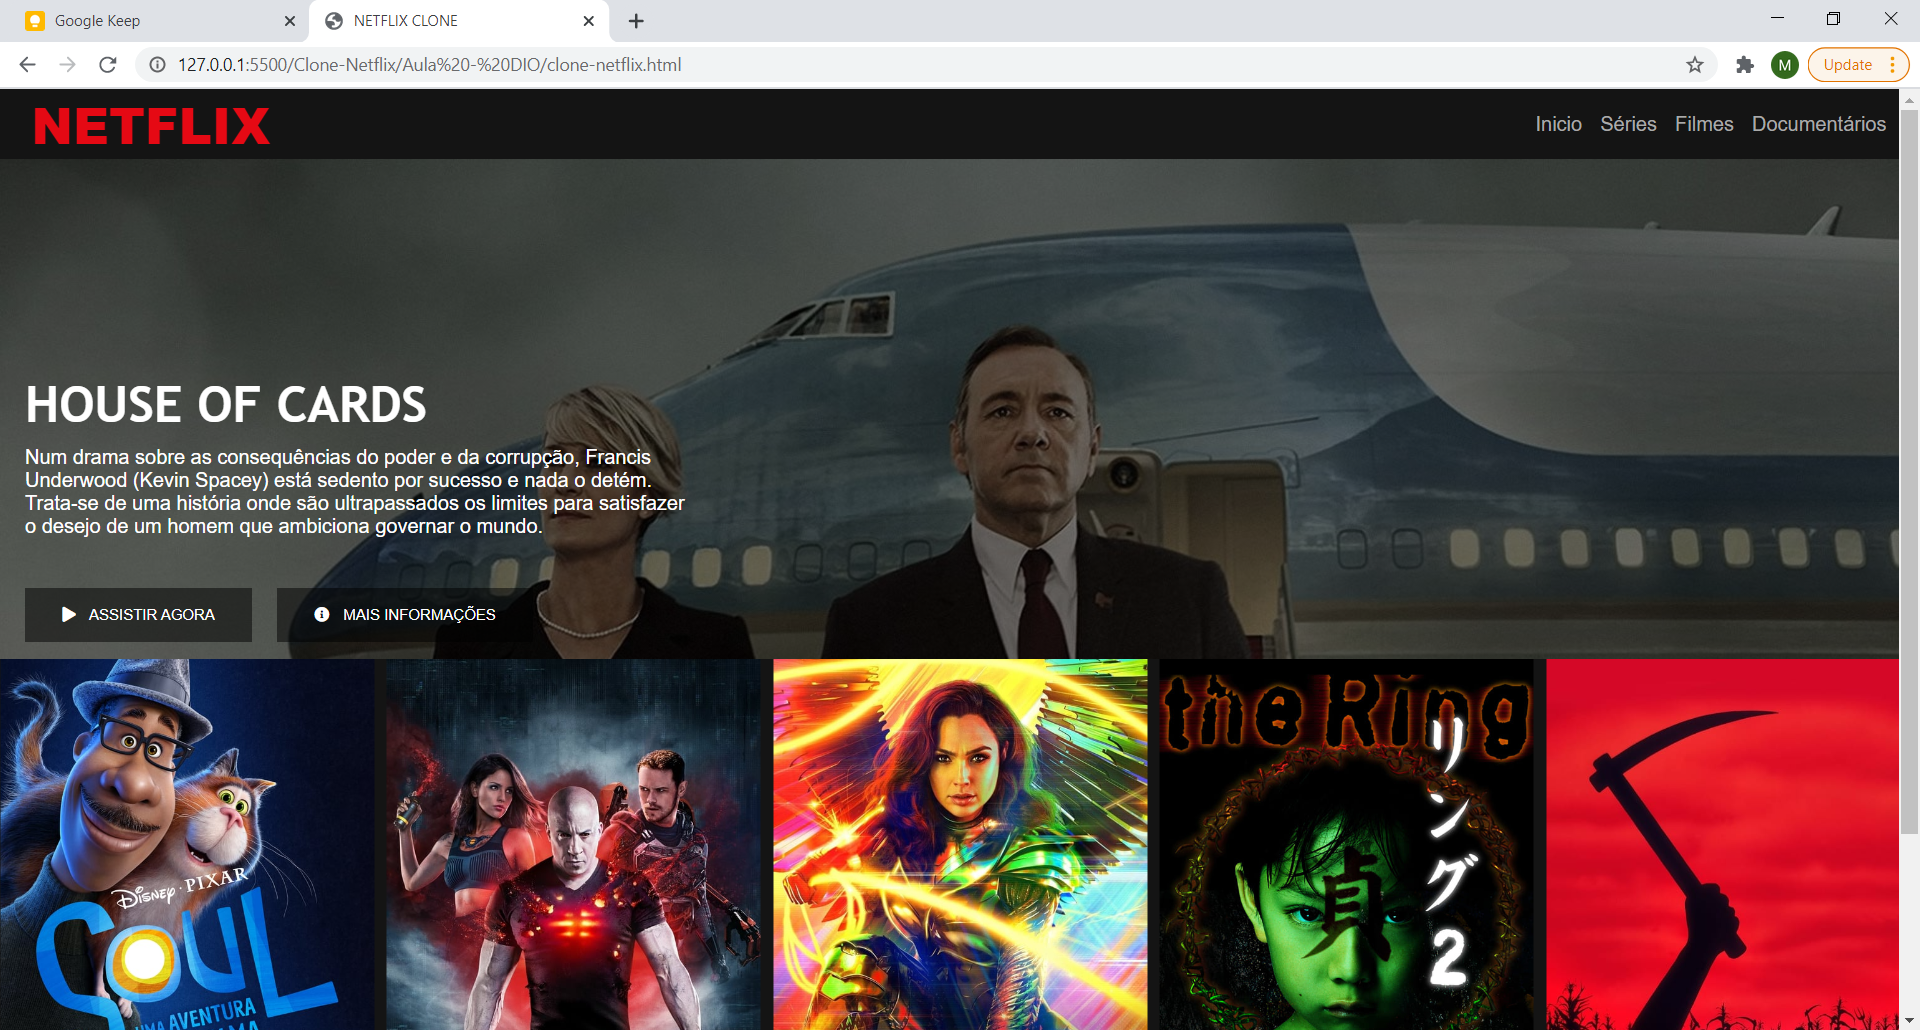 Google Keep
NETFLIX CLONE
127.0.0.1:5500/Clone-Netflix/Aula%20-%20DIO/clone-netflix.html
M
Update
NETFLIX
Inicio Séries Filmes Documentários
HOUSE OF CARDS
Num drama sobre as consequências do poder e da corrupção, Francis
Underwood (Kevin Spacey) está sedento por sucesso e nada o detém.
Trata-se de uma história onde são ultrapassados os limites para satisfazer
o desejo de um homem que ambiciona governar o mundo.
ASSISTIR AGORA
MAIS INFORMAÇÕES
DISNEY · PIXAR
SOUL
UMA AVENTURA
the Ring
リング2
貞